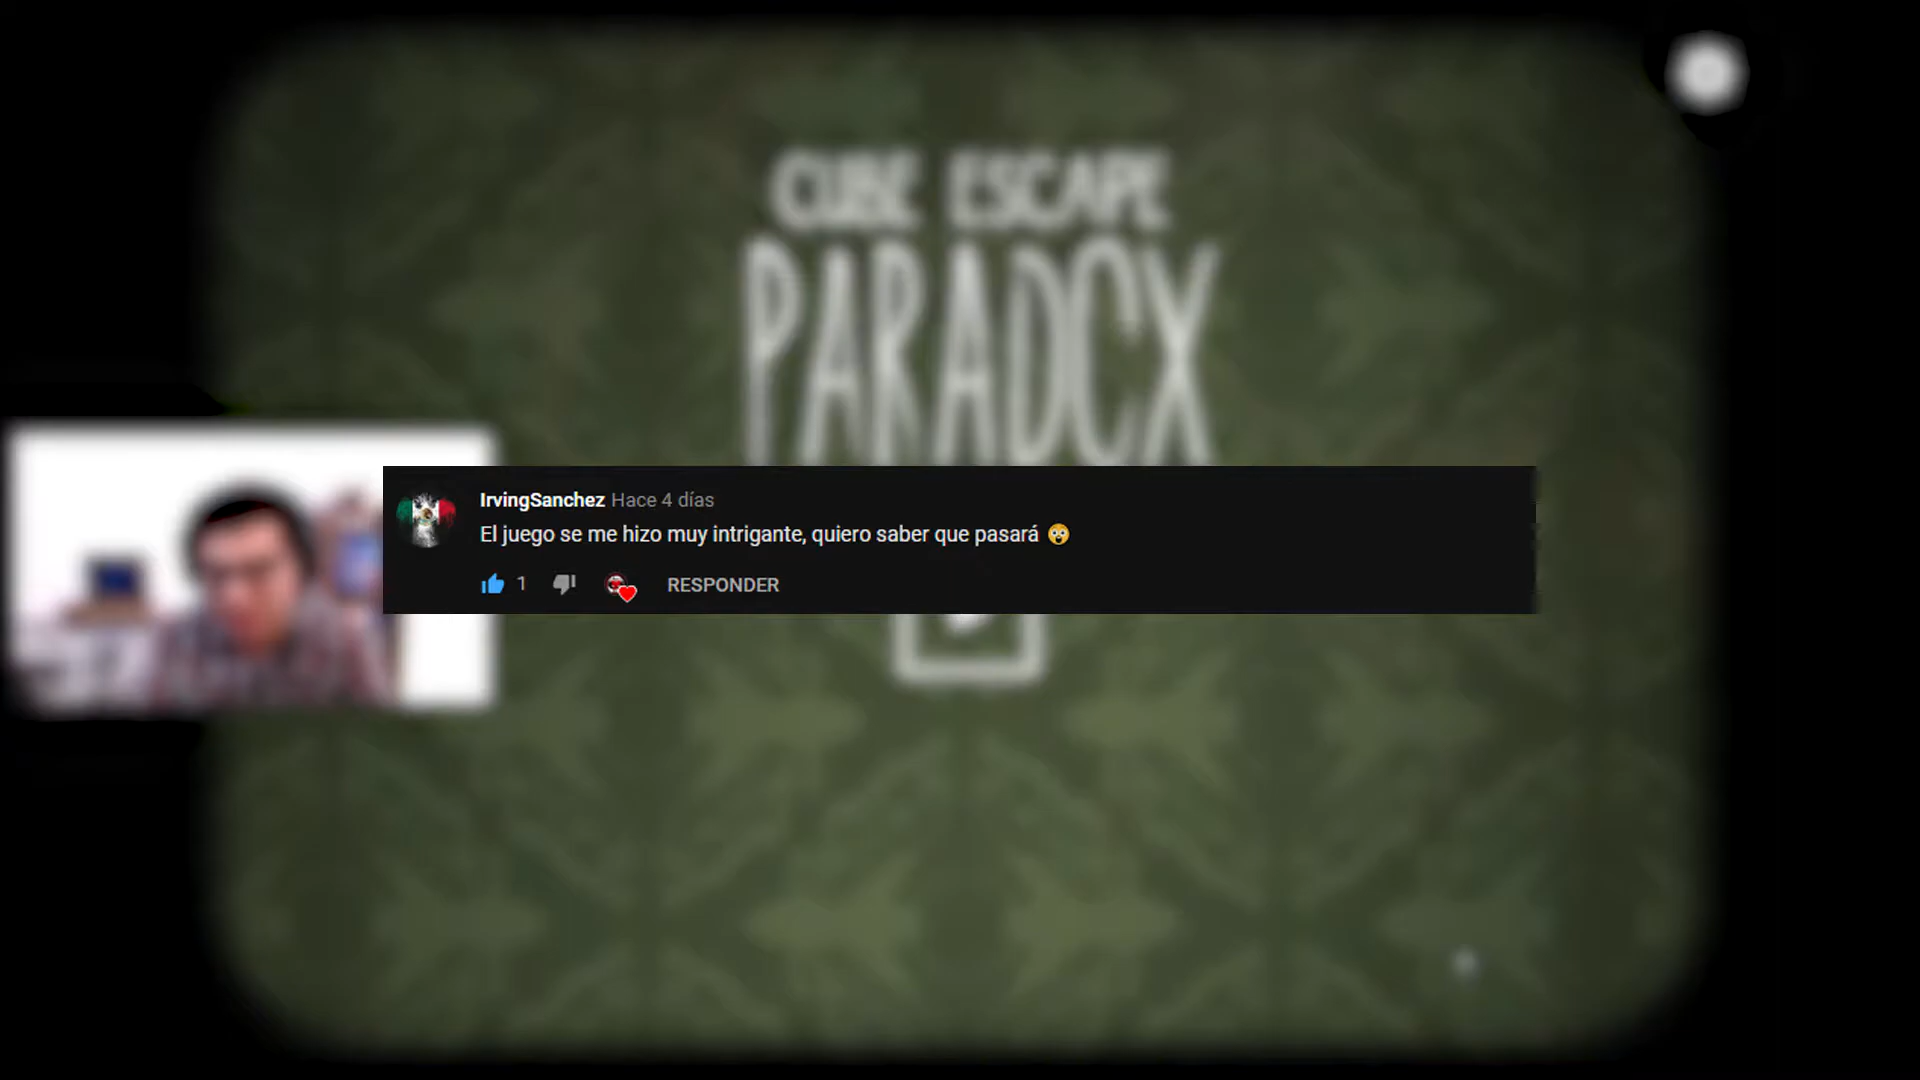 CUBE ESCAPE
PARADOX
IrvingSanchez Hace 4 días
El juego se me hizo muy intrigante, quiero saber que pasará 😲
1 RESPONDER